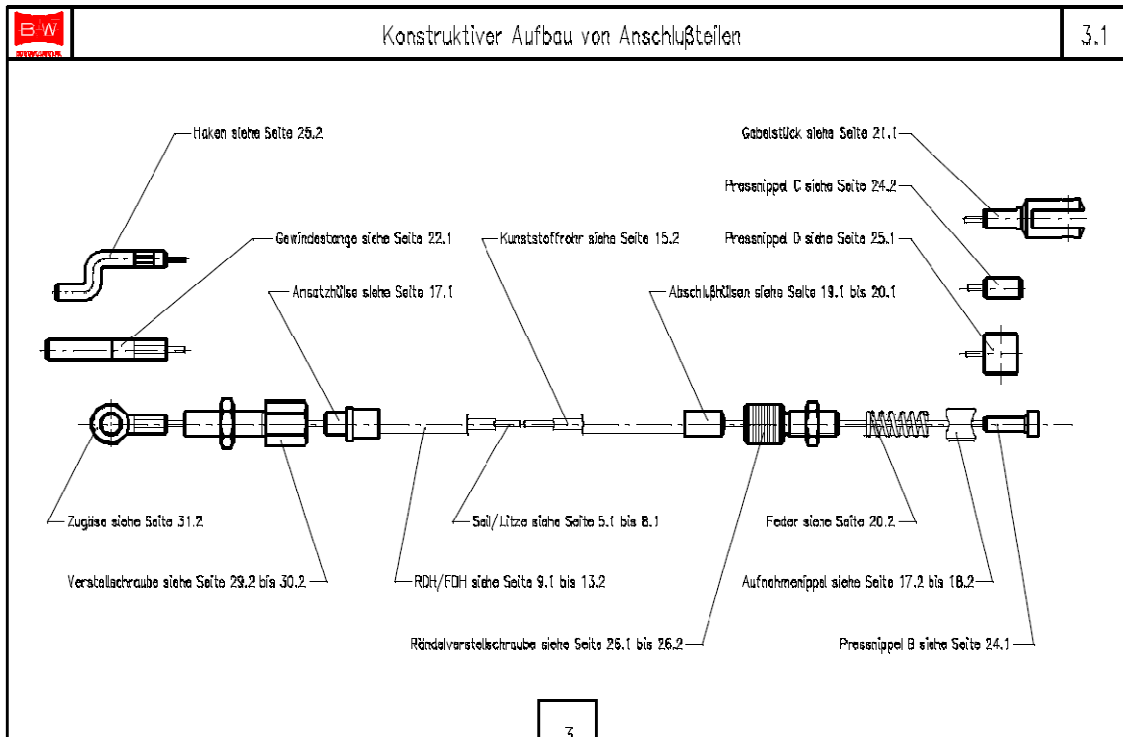 B+W
Konstruktiver Aufbau von Anschlußteilen
3.1
Haken siehe Seite 25.2
Gabelstück siehe Seite 21.1
Pressnippel C siehe Seite 24.2
Gewindestange siehe Seite 22.1
Kunststoffrohr siehe Seite 15.2
Pressnippel D siehe Seite 25.1
Ansatzhülse siehe Seite 17.1
Abschlußhülsen siehe Seite 19.1 bis 20.1
Zugöse siehe Seite 31.2
Seil/Litze siehe Seite 5.1 bis 8.1
Feder siehe Seite 20.2
Verstellschraube siehe Seite 29.2 bis 30.2
RDH/FDH siehe Seite 9.1 bis 13.2
Aufnahmenippel siehe Seite 17.2 bis 18.2
Rändelverstellschraube siehe Seite 26.1 bis 26.2
Pressnippel B siehe Seite 24.1
3